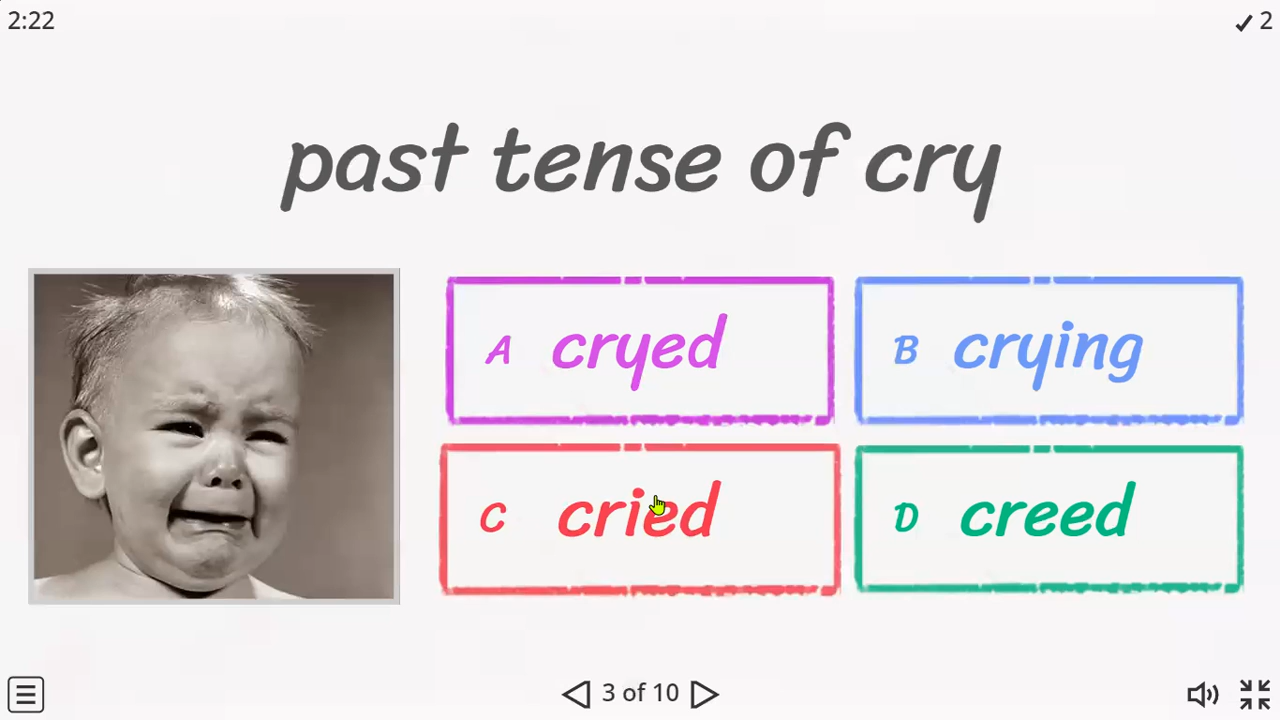 2:22
✓ 2
past tense of cry
A cryed
B crying
C cried
D creed
3 of 10